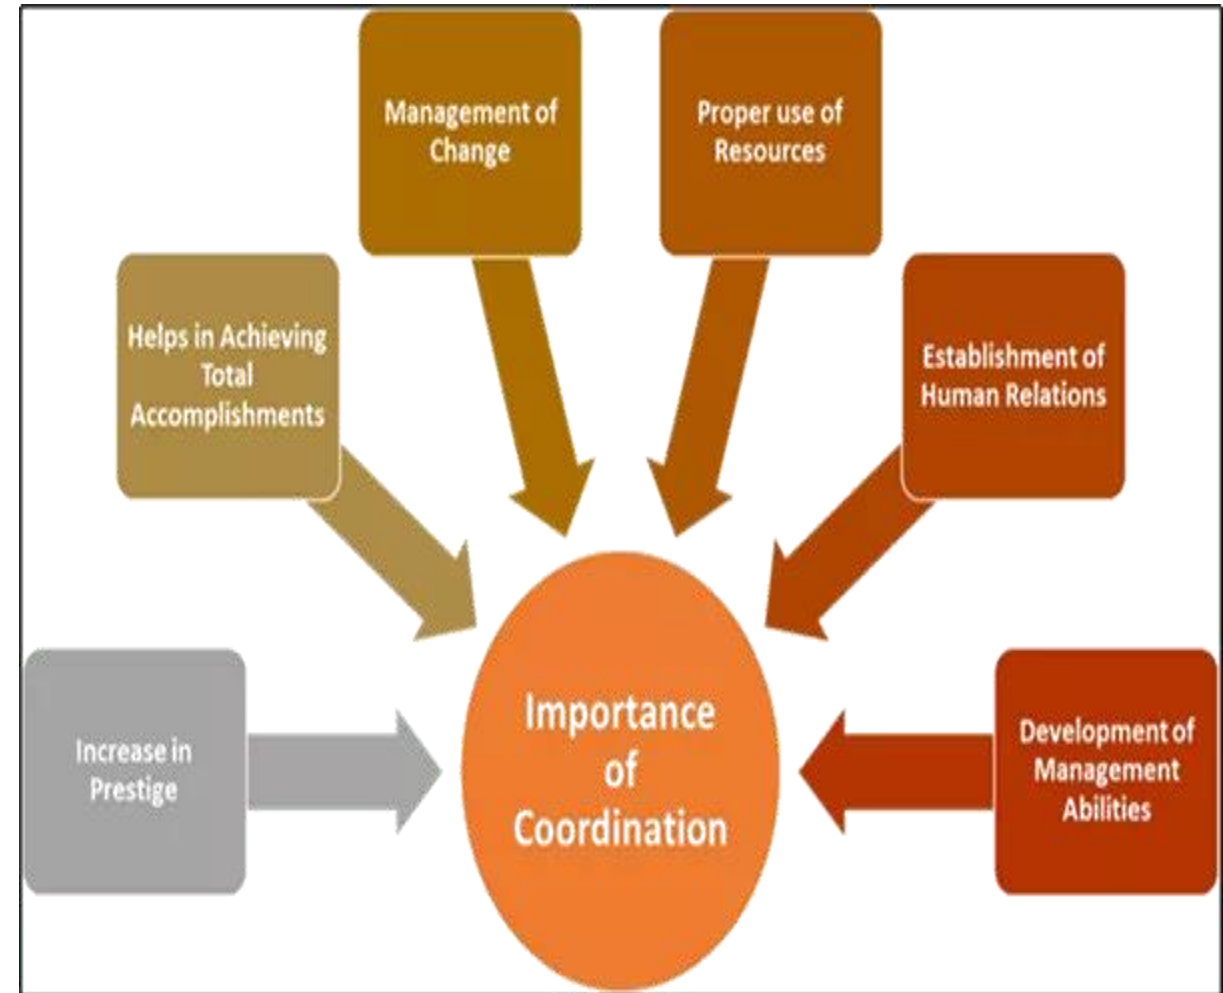 Management of
Change
Proper use of
Resources
Helps in Achieving
Total
Accomplishments
Establishment of
Human Relations
Increase in
Prestige
Importance
of
Coordination
Development of
Management
Abilities